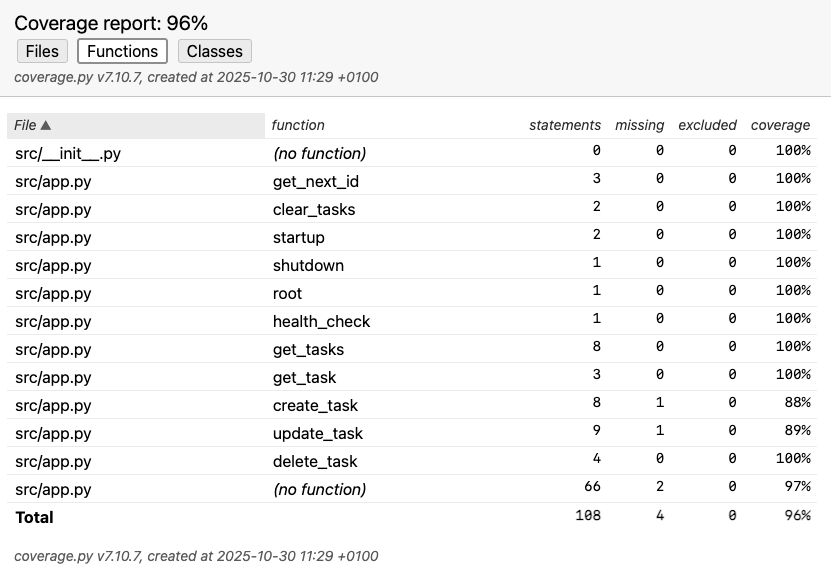 Coverage report: 96%
Files Functions Classes
coverage.py v7.10.7, created at 2025-10-30 11:29 +0100
File ▲ function statements missing excluded coverage
src/__init__.py (no function) 0 0 0 100%
src/app.py get_next_id 3 0 0 100%
src/app.py clear_tasks 2 0 0 100%
src/app.py startup 2 0 0 100%
src/app.py shutdown 1 0 0 100%
src/app.py root 1 0 0 100%
src/app.py health_check 1 0 0 100%
src/app.py get_tasks 8 0 0 100%
src/app.py get_task 3 0 0 100%
src/app.py create_task 8 1 0 88%
src/app.py update_task 9 1 0 89%
src/app.py delete_task 4 0 0 100%
src/app.py (no function) 66 2 0 97%
Total 108 4 0 96%
coverage.py v7.10.7, created at 2025-10-30 11:29 +0100